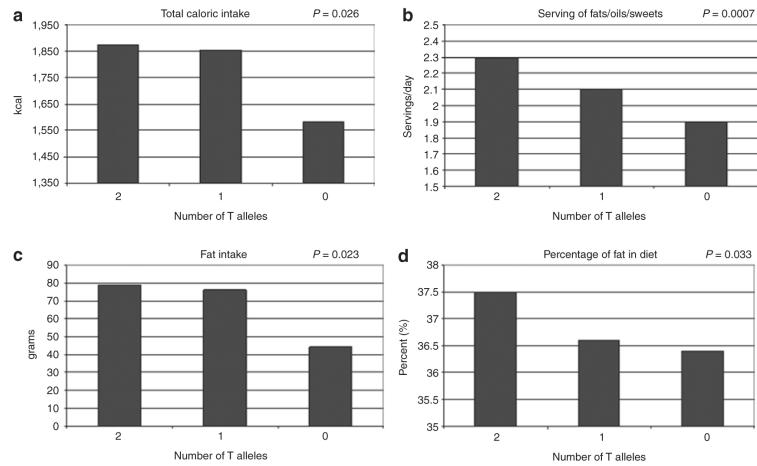 a
Total caloric intake
P = 0.026
kcal
1,950
1,850
1,750
1,650
1,550
1,450
1,350
2 1 0
Number of T alleles
b
Serving of fats/oils/sweets
P = 0.0007
Servings/day
2.5
2.4
2.3
2.2
2.1
2
1.9
1.8
1.7
1.6
1.5
2 1 0
Number of T alleles
c
Fat intake
P = 0.023
grams
90
80
70
60
50
40
30
20
10
0
2 1 0
Number of T alleles
d
Percentage of fat in diet
P = 0.033
Percent (%)
38
37.5
37
36.5
36
35.5
35
2 1 0
Number of T alleles